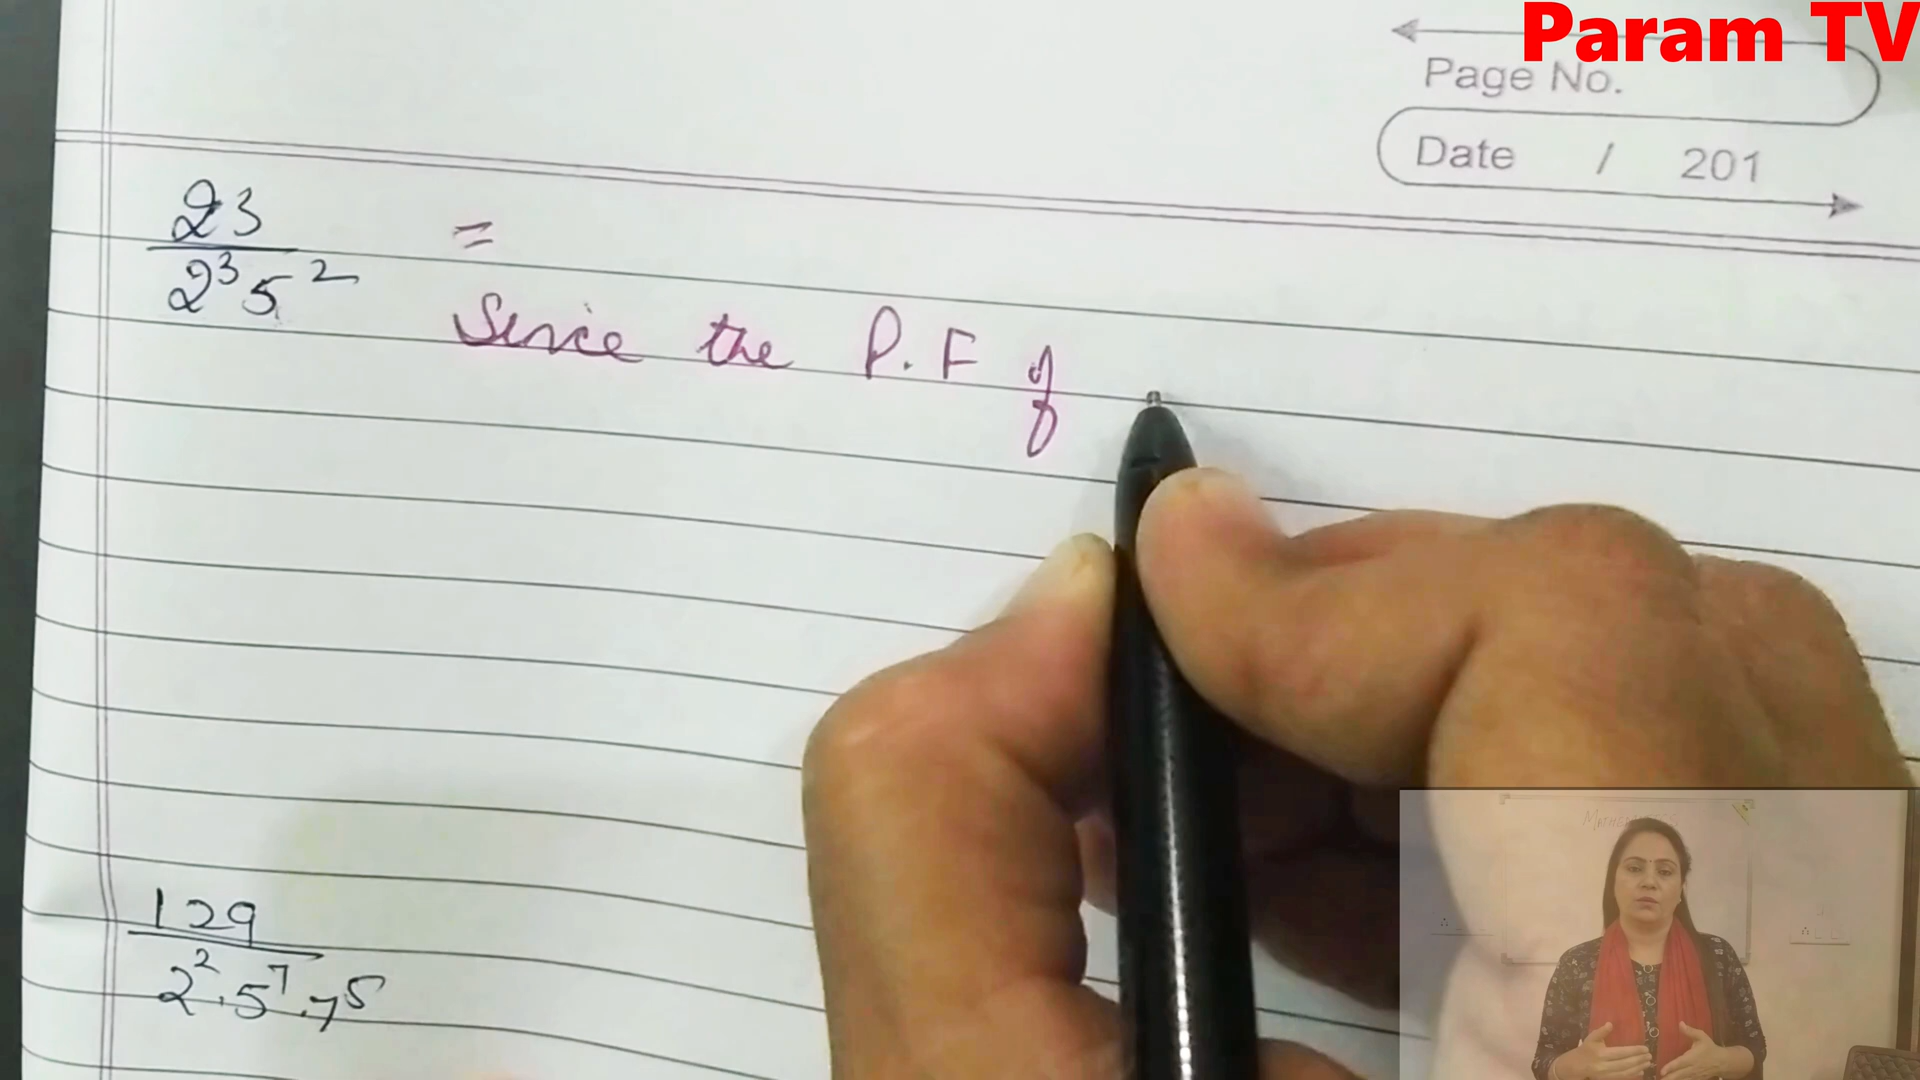 Param TV
Page No.
Date / 201
23
2³5² =
Since the P.F of
129
2².5⁷.7⁵